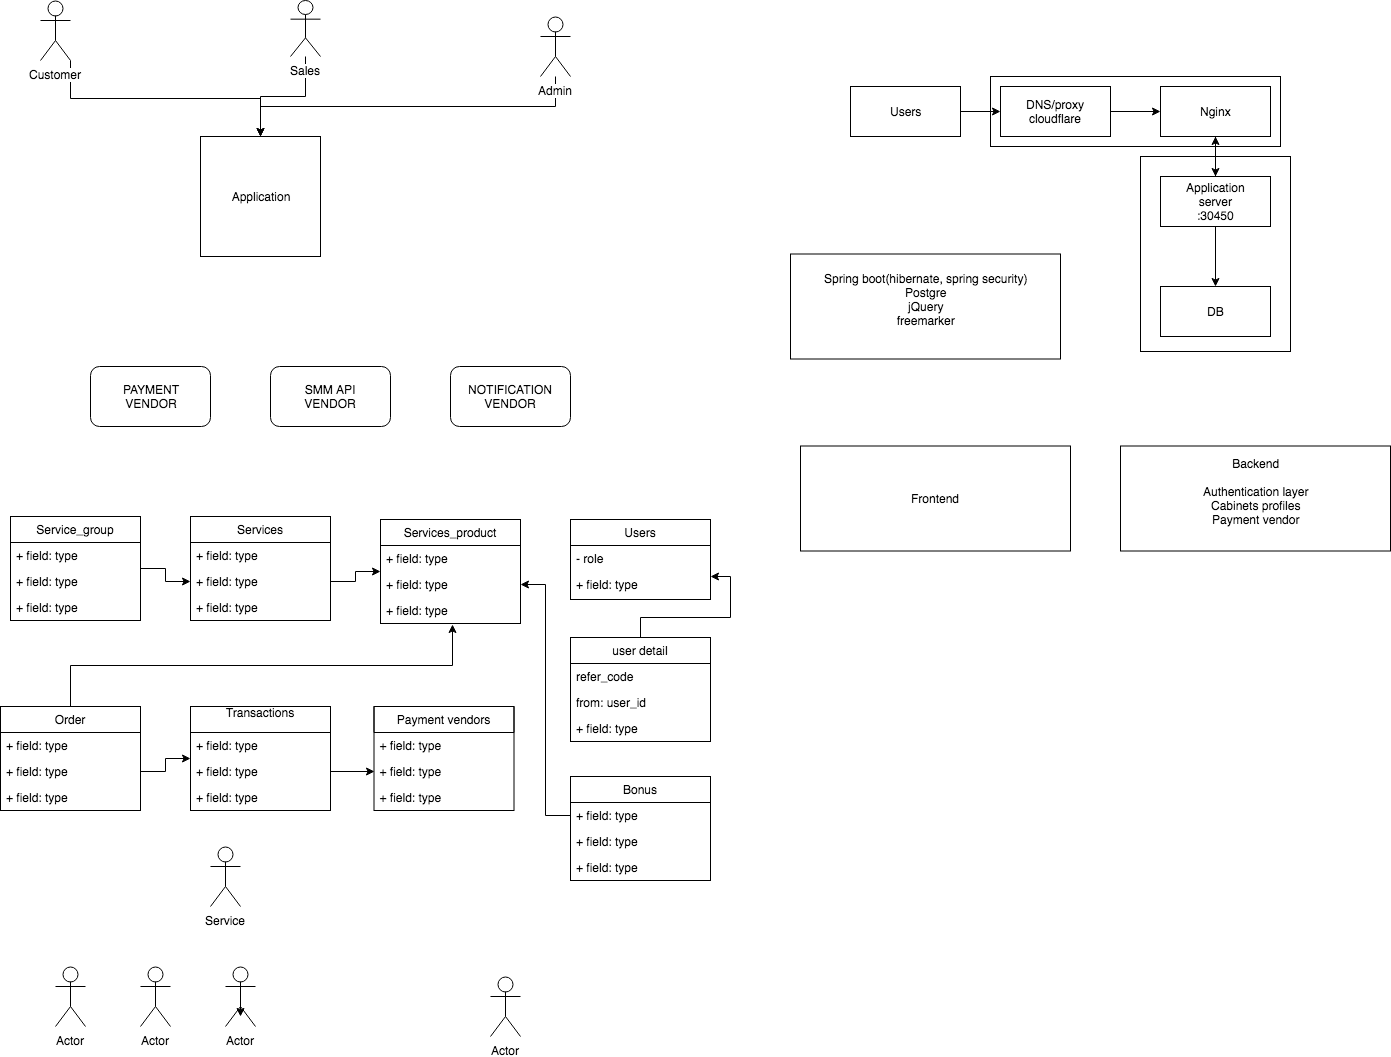 Customer
Sales
Admin
Application
Users
DNS/proxy
cloudflare
Nginx
Application
server
:30450
DB
Spring boot(hibernate, spring security)
Postgre
jQuery
freemarker
PAYMENT
VENDOR
SMM API
VENDOR
NOTIFICATION
VENDOR
Frontend
Backend
Authentication layer
Cabinets profiles
Payment vendor
Service_group
+ field: type
+ field: type
+ field: type
Services
+ field: type
+ field: type
+ field: type
Services_product
+ field: type
+ field: type
+ field: type
Users
- role
+ field: type
user detail
refer_code
from: user_id
+ field: type
Order
+ field: type
+ field: type
+ field: type
Transactions
+ field: type
+ field: type
+ field: type
Payment vendors
+ field: type
+ field: type
+ field: type
Bonus
+ field: type
+ field: type
+ field: type
Service
Actor
Actor
Actor
Actor